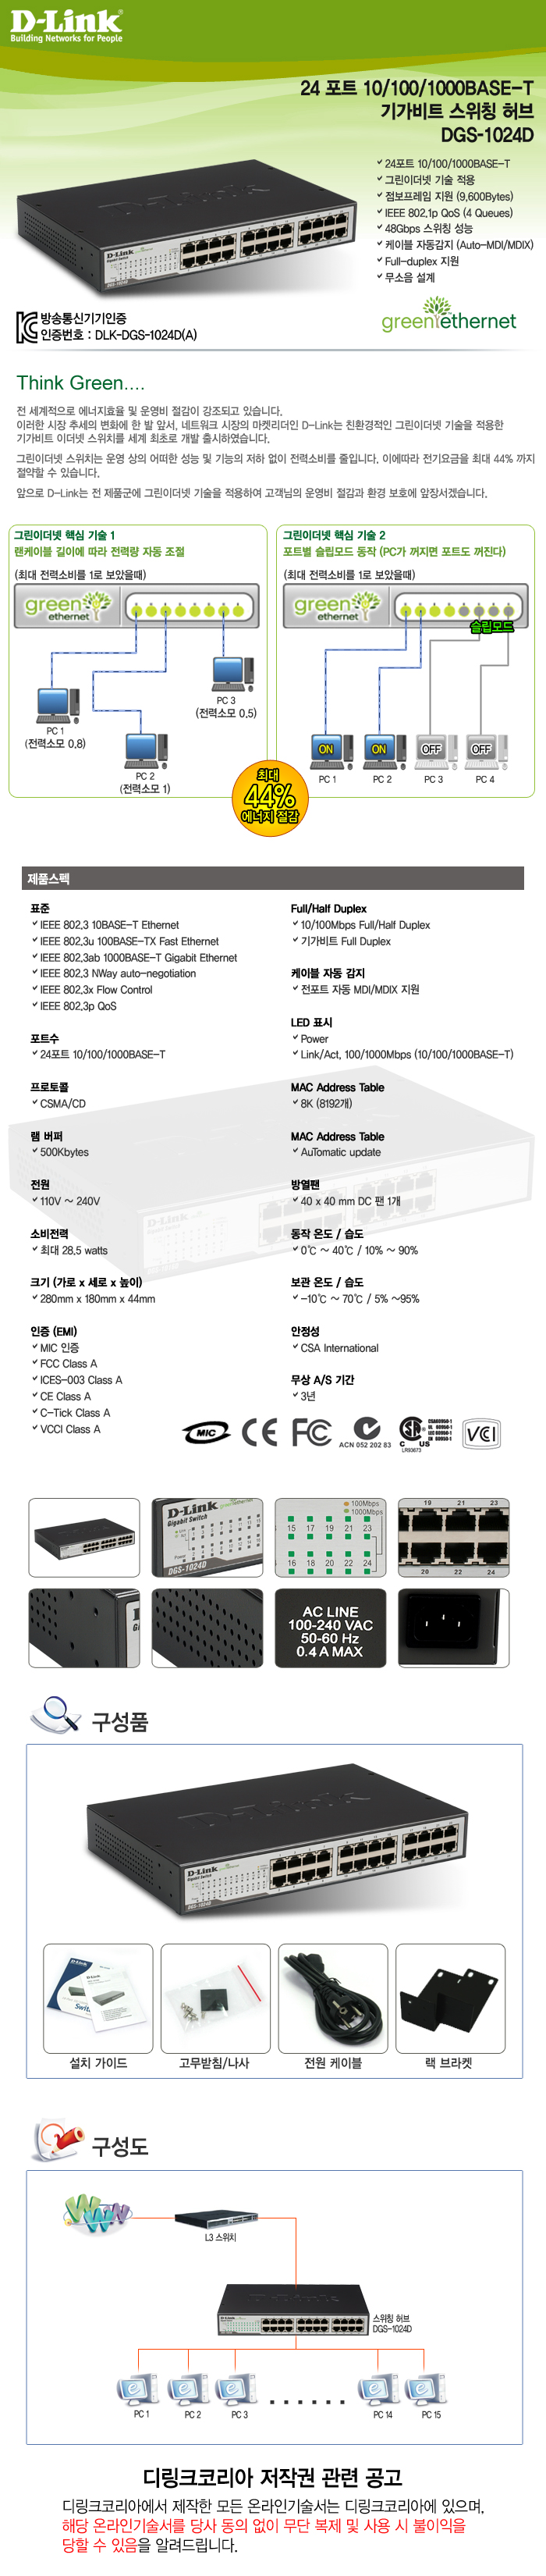 D-Link
Building Networks for People
24 포트 10/100/1000BASE-T
기가비트 스위칭 허브
DGS-1024D
24포트 10/100/1000BASE-T
그린이더넷 기술 적용
점보프레임 지원 (9,600Bytes)
IEEE 802.1p QoS (4 Queues)
48Gbps 스위칭 성능
케이블 자동감지 (Auto-MDI/MDIX)
Full-duplex 지원
무소음 설계
방송통신기기인증
인증번호 : DLK-DGS-1024D(A)
greenethernet
Think Green....
전 세계적으로 에너지효율 및 운영비 절감이 강조되고 있습니다.
이러한 시장 추세의 변화에 한 발 앞서, 네트워크 시장의 마켓리더인 D-Link는 친환경적인 그린이더넷 기술을 적용한
기가비트 이더넷 스위치를 세계 최초로 개발 출시하였습니다.
그린이더넷 스위치는 운영 상의 어떠한 성능 및 기능의 저하 없이 전력소비를 줄입니다. 이에따라 전기요금을 최대 44% 까지
절약할 수 있습니다.
앞으로 D-Link는 전 제품군에 그린이더넷 기술을 적용하여 고객님의 운영비 절감과 환경 보호에 앞장서겠습니다.
그린이더넷 핵심 기술 1
랜케이블 길이에 따라 전력량 자동 조절
(최대 전력소비를 1로 보았을때)
green ethernet
PC 3
(전력소모 0.5)
PC 1
(전력소모 0.8)
PC 2
(전력소모 1)
그린이더넷 핵심 기술 2
포트별 슬립모드 동작 (PC가 꺼지면 포트도 꺼진다)
(최대 전력소비를 1로 보았을때)
green ethernet
슬립모드
ON ON OFF OFF
PC 1 PC 2 PC 3 PC 4
최대
44%
에너지 절감
제품스펙
표준
IEEE 802.3 10BASE-T Ethernet
IEEE 802.3u 100BASE-TX Fast Ethernet
IEEE 802.3ab 1000BASE-T Gigabit Ethernet
IEEE 802.3 NWay auto-negotiation
IEEE 802.3x Flow Control
IEEE 802.3p QoS
포트수
24포트 10/100/1000BASE-T
프로토콜
CSMA/CD
램 버퍼
500Kbytes
전원
110V ~ 240V
소비전력
최대 28.5 watts
크기 (가로 x 세로 x 높이)
280mm x 180mm x 44mm
인증 (EMI)
MIC 인증
FCC Class A
ICES-003 Class A
CE Class A
C-Tick Class A
VCCI Class A
Full/Half Duplex
10/100Mbps Full/Half Duplex
기가비트 Full Duplex
케이블 자동 감지
전포트 자동 MDI/MDIX 지원
LED 표시
Power
Link/Act, 100/1000Mbps (10/100/1000BASE-T)
MAC Address Table
8K (8192개)
MAC Address Table
AuTomatic update
방열팬
40 x 40 mm DC 팬 1개
동작 온도 / 습도
0℃ ~ 40℃ / 10% ~ 90%
보관 온도 / 습도
-10℃ ~ 70℃ / 5% ~95%
안정성
CSA International
무상 A/S 기간
3년
MIC CE FC
ACN 052 202 83
C US
LR93673
VCI
D-Link
Gigabit Switch
DGS-1024D
100Mbps
1000Mbps
15 17 19 21 23
16 18 20 22 24
19 21 23
20 22 24
AC LINE
100-240 VAC
50-60 Hz
0.4 A MAX
구성품
D-Link
설치 가이드
고무받침/나사
전원 케이블
랙 브라켓
구성도
L3 스위치
D-Link
스위칭 허브
DGS-1024D
PC 1 PC 2 PC 3 PC 14 PC 15
디링크코리아 저작권 관련 공고
디링크코리아에서 제작한 모든 온라인기술서는 디링크코리아에 있으며,
해당 온라인기술서를 당사 동의 없이 무단 복제 및 사용 시 불이익을
당할 수 있음을 알려드립니다.